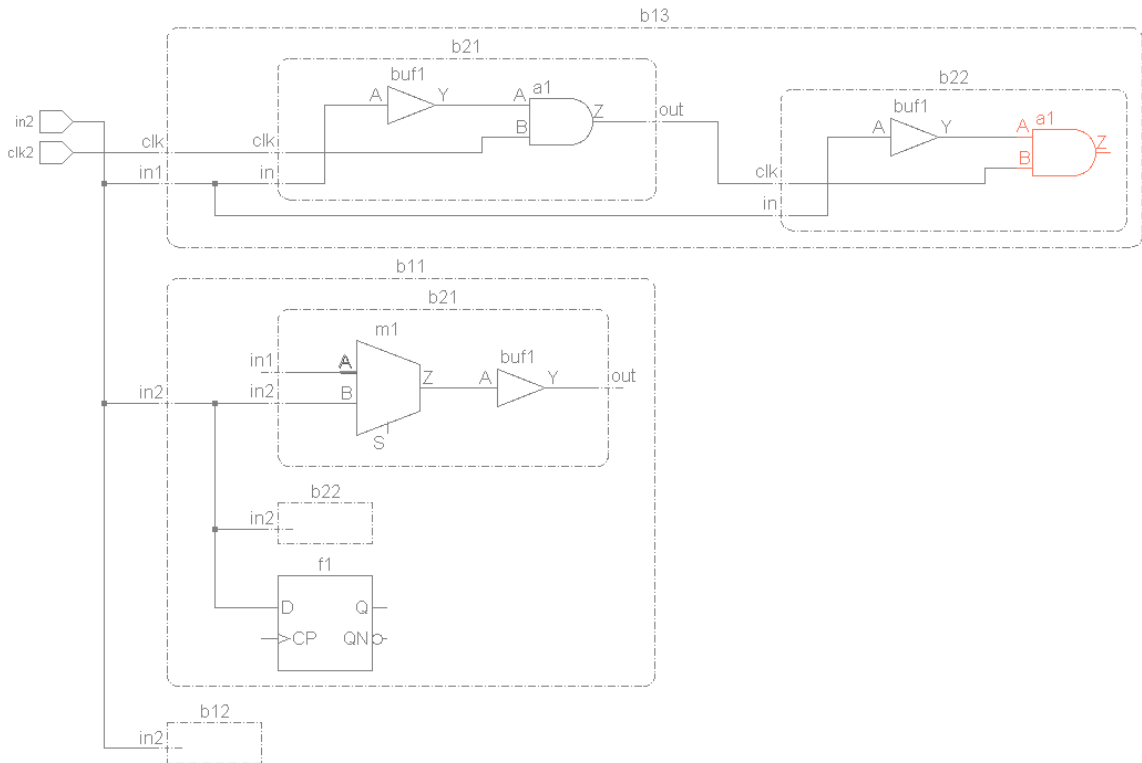 b13
b21
b22
buf1
A Y
a1
A
B
Z
out
buf1
A Y
a1
A
B
Z
in2
clk2
clk
clk
in1
in
clk
in
b11
b21
m1
in1
A
in2
in2
B
Z
S
buf1
A Y
out
b22
in2
f1
D Q
CP QN
b12
in2